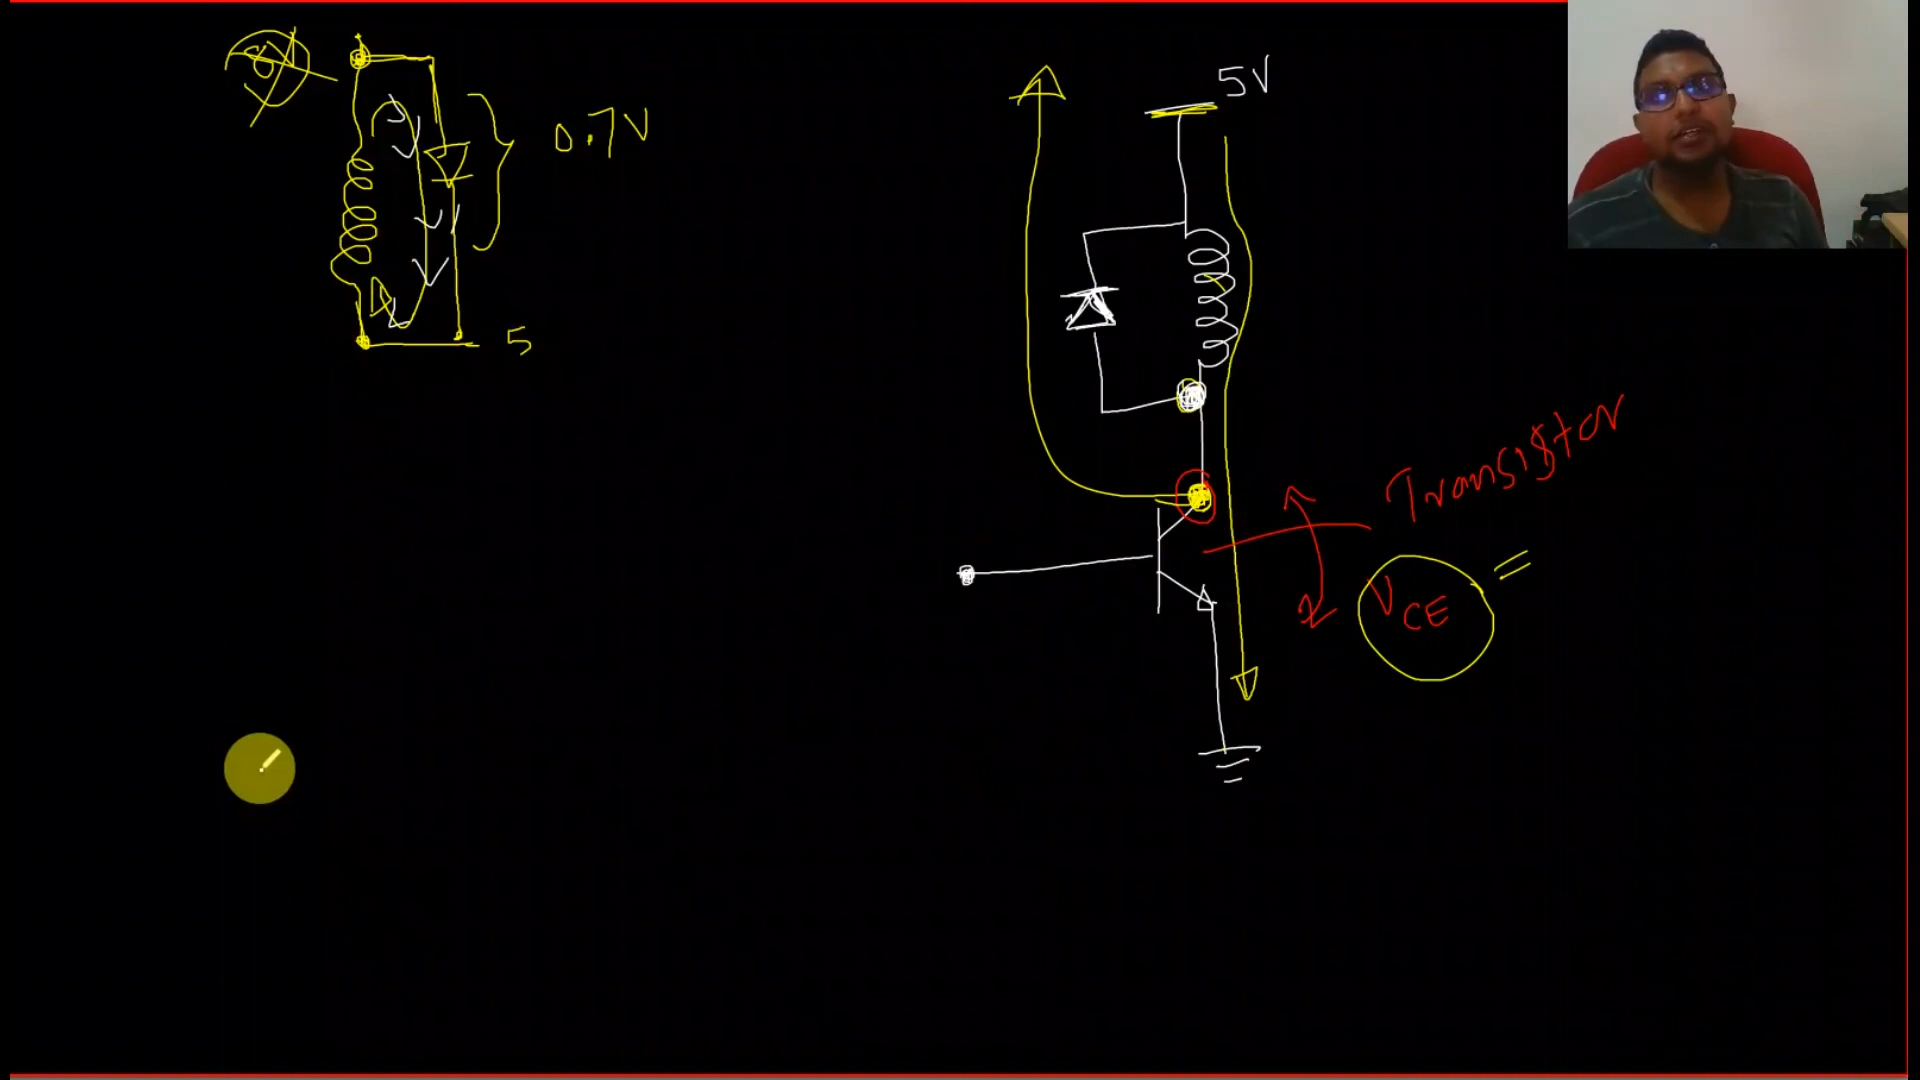 0.7V
5
5V
Transistor
VCE =